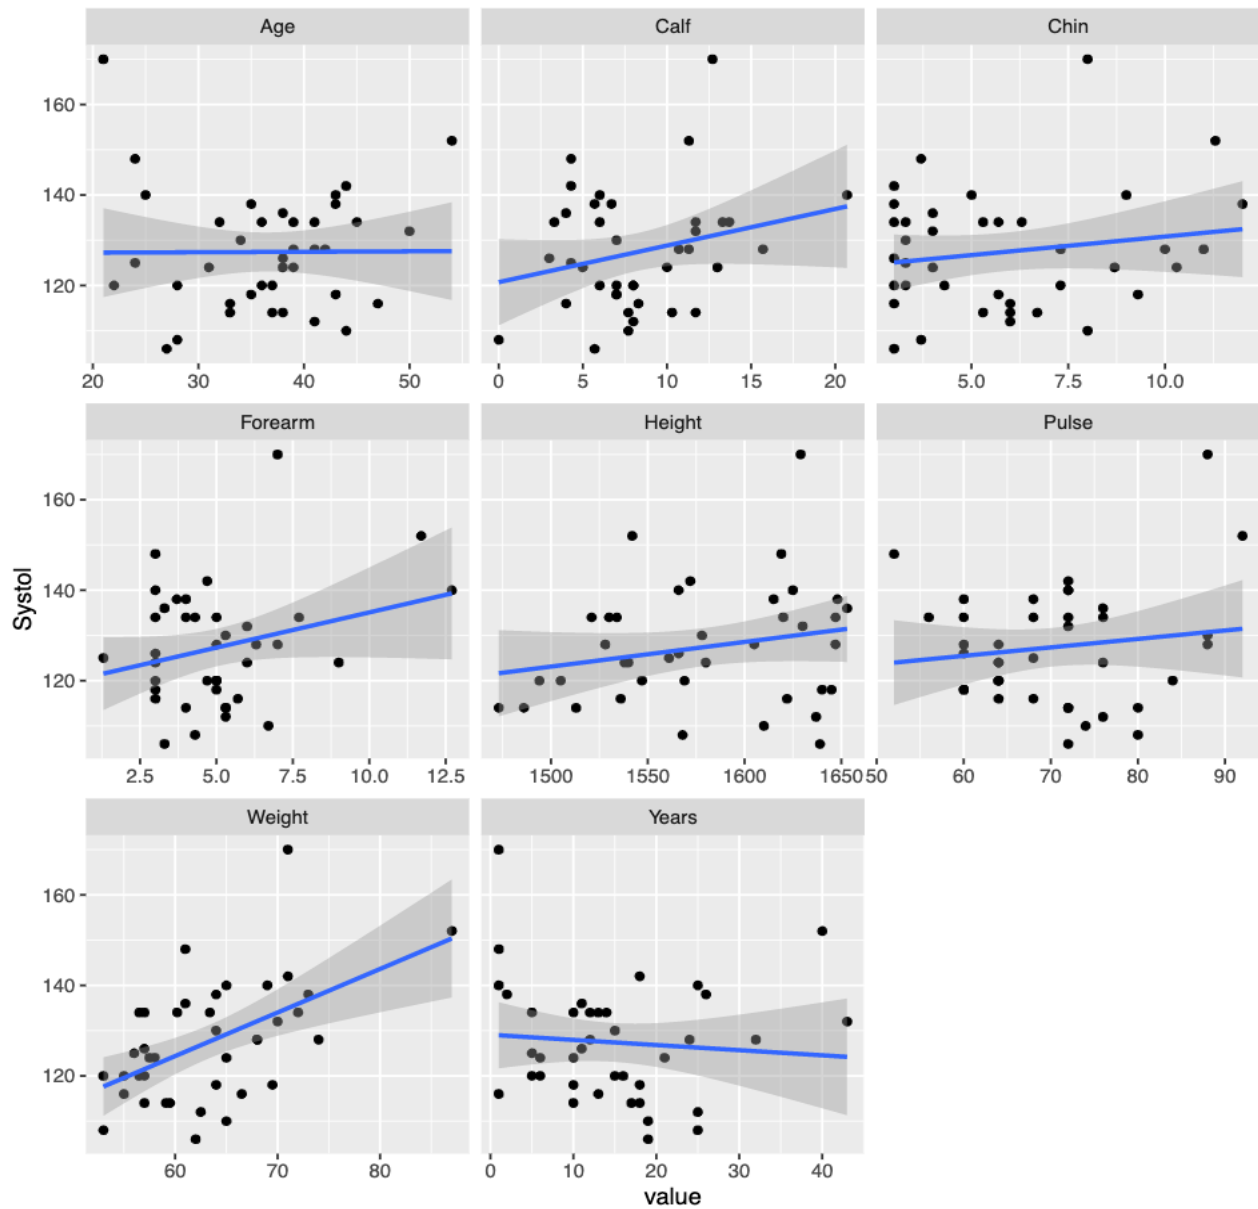 Age Calf Chin
160
140
120
20 30 40 50 0 5 10 15 20 5.0 7.5 10.0
Forearm Height Pulse
160
140
120
2.5 5.0 7.5 10.0 12.5 1500 1550 1600 1650 50 60 70 80 90
Systol
Weight Years
160
140
120
60 70 80 0 10 20 30 40
value